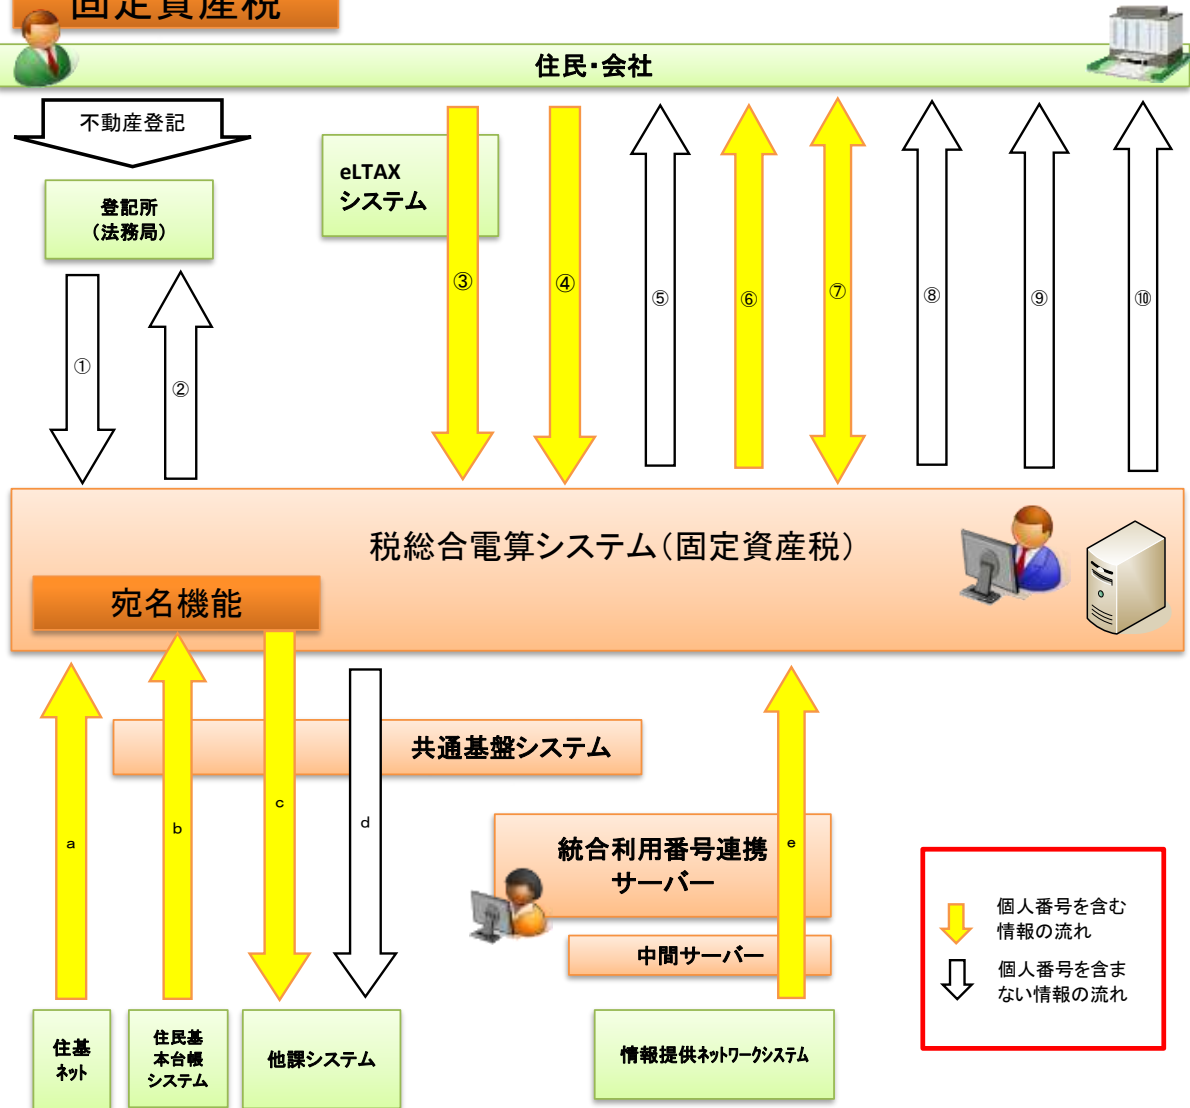 固定資産税
住民・会社
不動産登記
登記所
（法務局）
eLTAX
システム
①
②
③
④
⑤
⑥
⑦
⑧
⑨
⑩
税総合電算システム（固定資産税）
宛名機能
共通基盤システム
a
b
c
d
e
統合利用番号連携
サーバー
中間サーバー
住基
ネット
住民基
本台帳
システム
他課システム
情報提供ネットワークシステム
個人番号を含む
情報の流れ
個人番号を含ま
ない情報の流れ